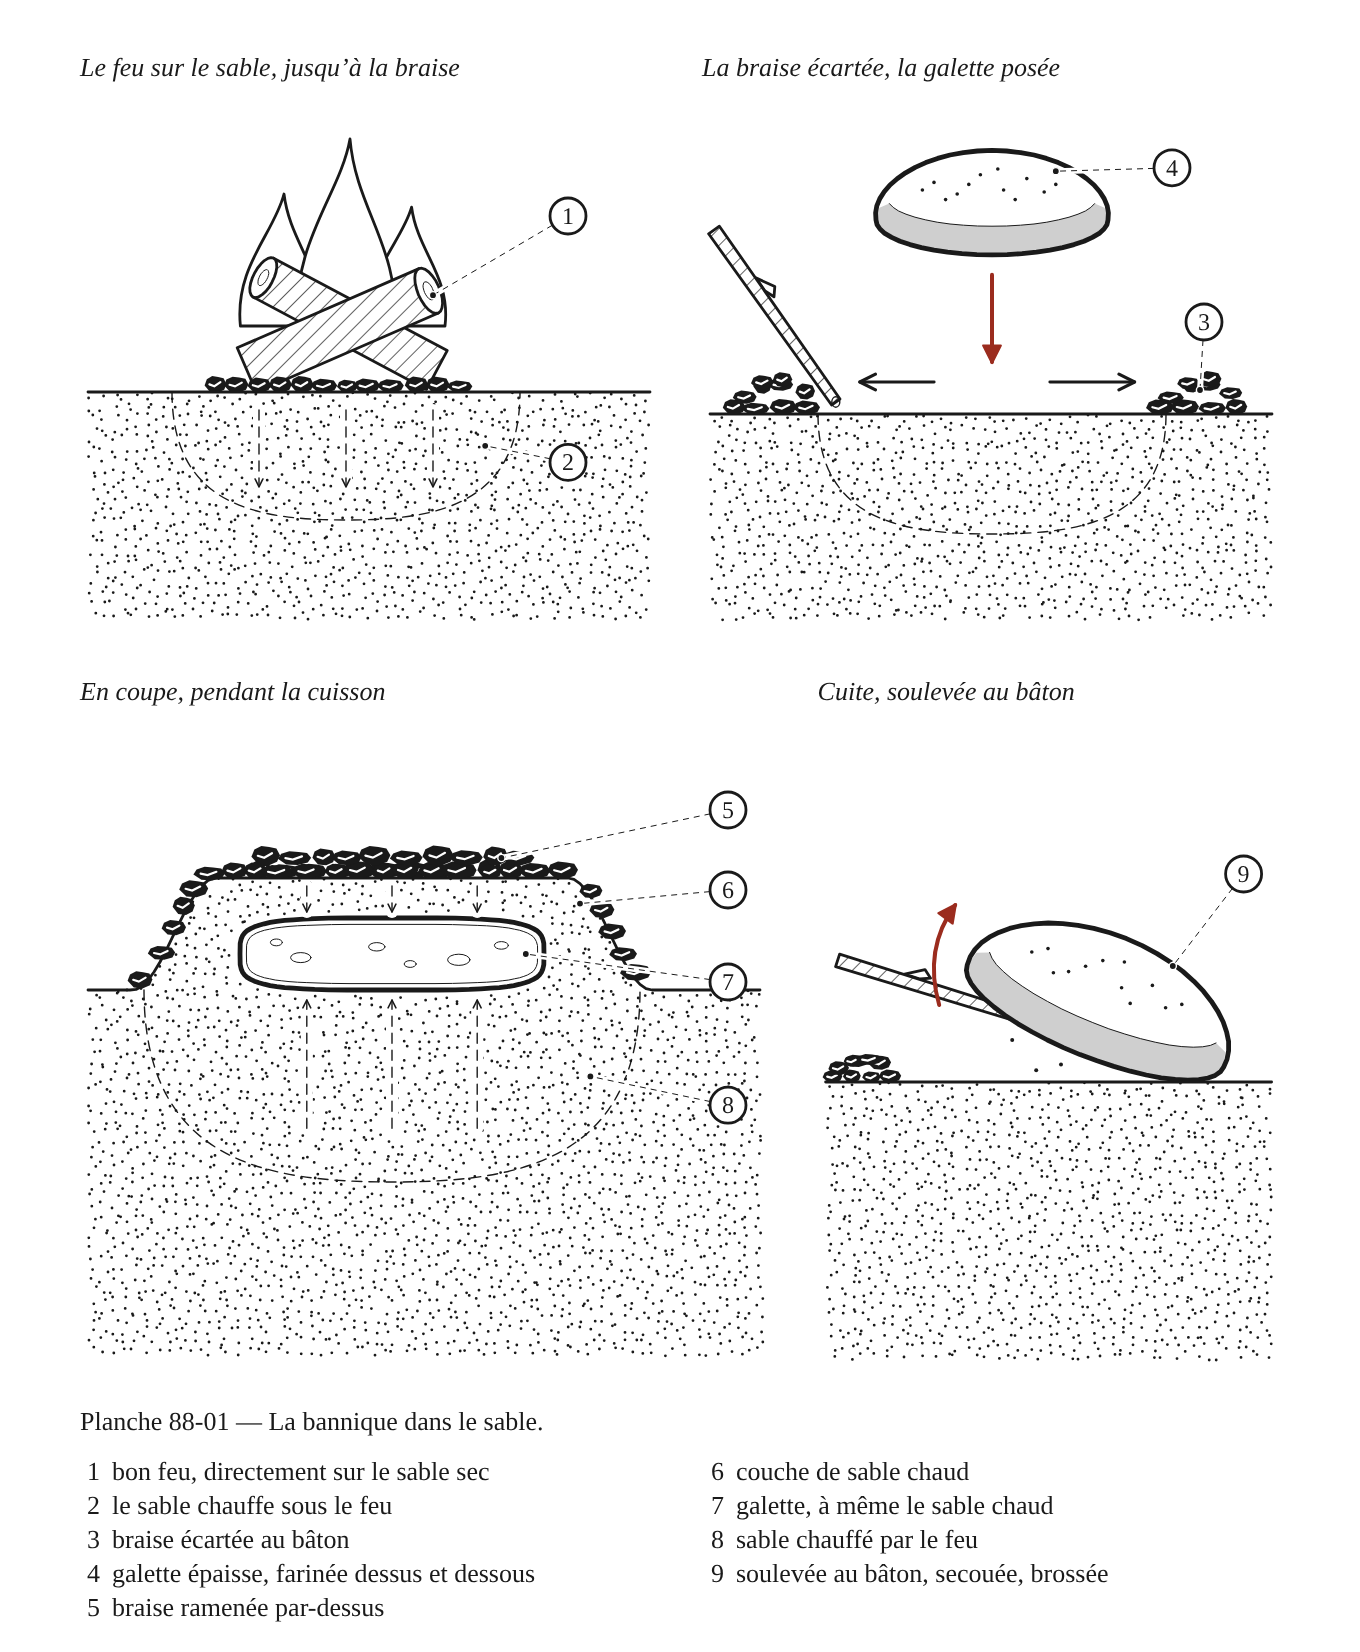 Le feu sur le sable, jusqu’à la braise
La braise écartée, la galette posée
1
4
3
2
En coupe, pendant la cuisson
Cuite, soulevée au bâton
5
6
7
8
9
Planche 88-01 — La bannique dans le sable.
1 bon feu, directement sur le sable sec
2 le sable chauffe sous le feu
3 braise écartée au bâton
4 galette épaisse, farinée dessus et dessous
5 braise ramenée par-dessus
6 couche de sable chaud
7 galette, à même le sable chaud
8 sable chauffé par le feu
9 soulevée au bâton, secouée, brossée